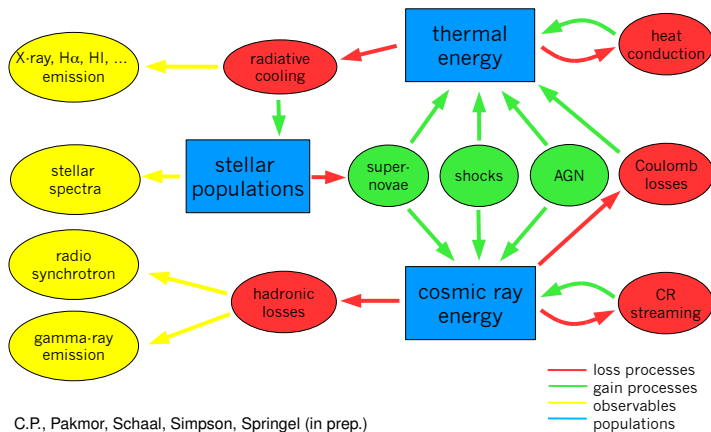 X-ray, Hα, HI, ...
emission
radiative
cooling
thermal
energy
heat
conduction
stellar
spectra
stellar
populations
super-
novae
shocks
AGN
Coulomb
losses
radio
synchrotron
gamma-ray
emission
hadronic
losses
cosmic ray
energy
CR
streaming
loss processes
gain processes
observables
populations
C.P., Pakmor, Schaal, Simpson, Springel (in prep.)